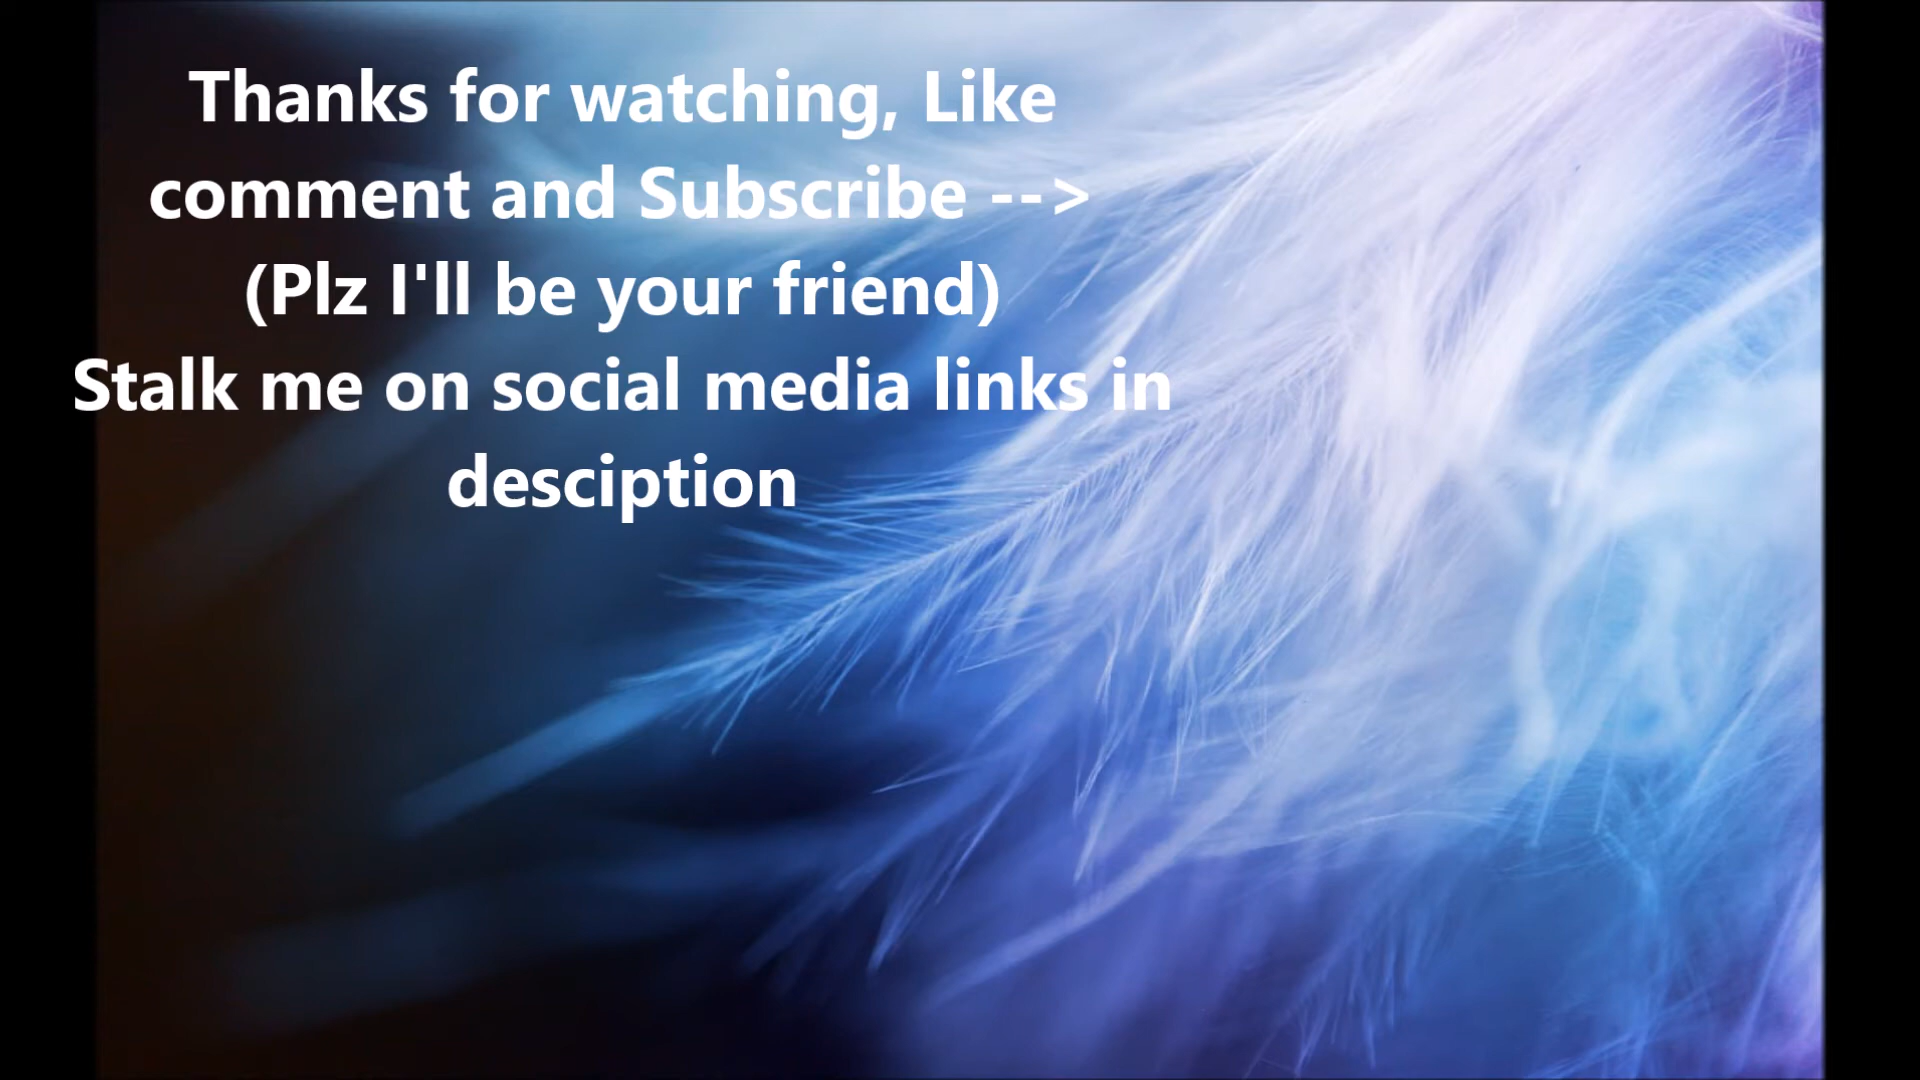 Thanks for watching, Like
comment and Subscribe -->
(Plz I'll be your friend)
Stalk me on social media links in
desciption